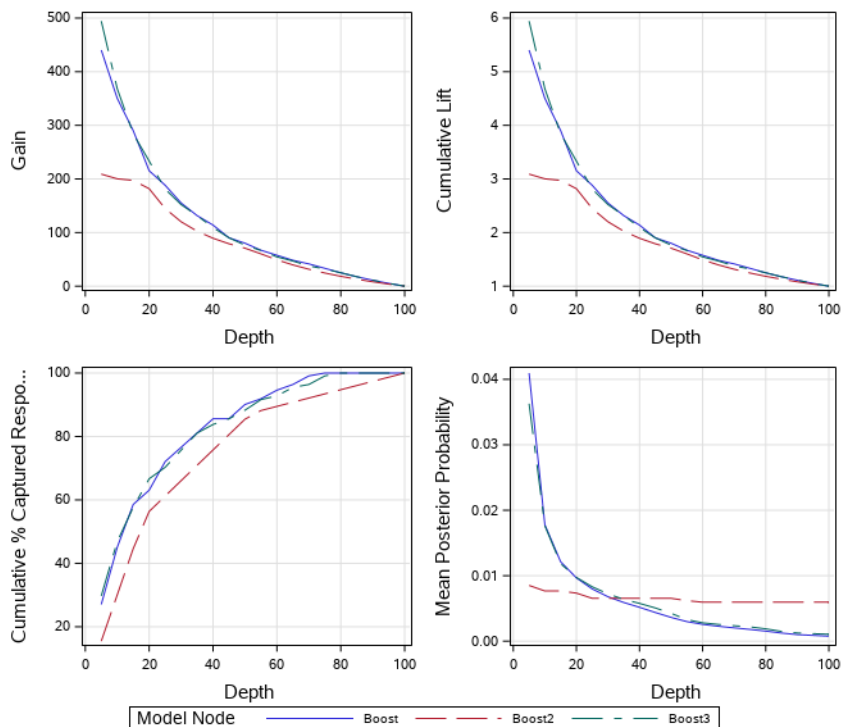 500
400
300
200
100
0
Gain
0 20 40 60 80 100
Depth
6
5
4
3
2
1
Cumulative Lift
0 20 40 60 80 100
Depth
100
80
60
40
20
Cumulative % Captured Respo...
0 20 40 60 80 100
Depth
0.04
0.03
0.02
0.01
0.00
Mean Posterior Probability
0 20 40 60 80 100
Depth
Model Node Boost Boost2 Boost3